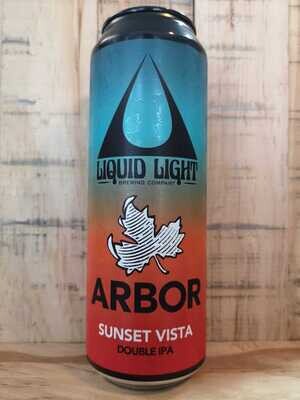 LIQUID LIGHT
BREWING COMPANY
ARBOR
SUNSET VISTA
DOUBLE IPA